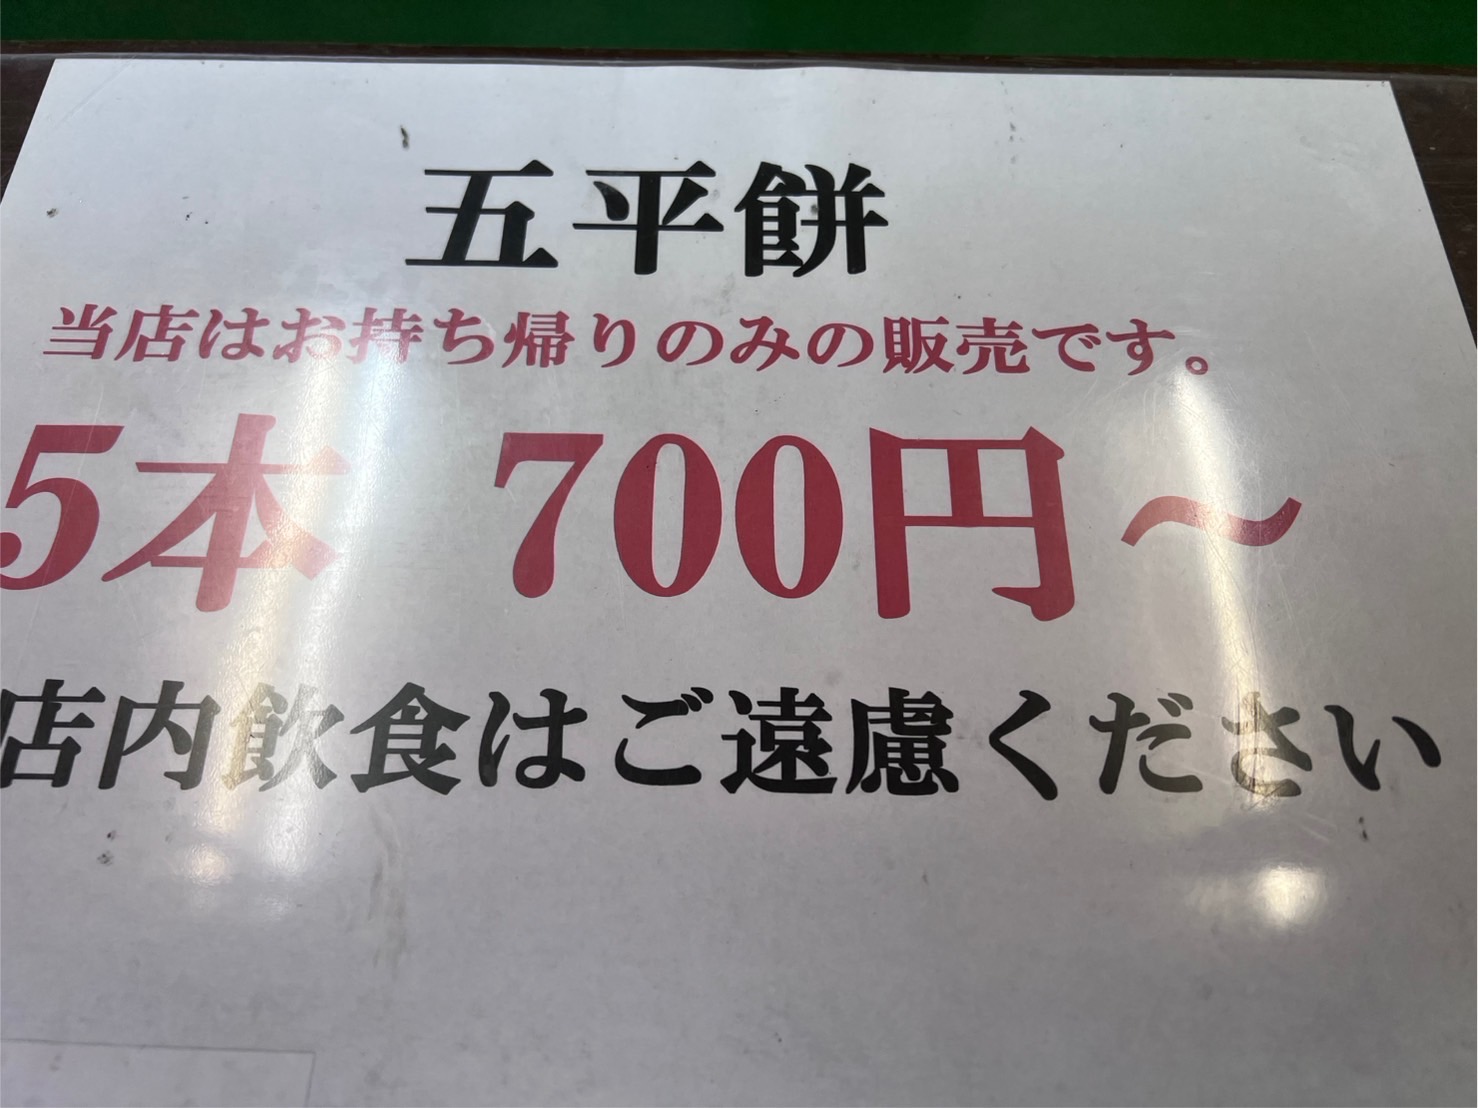 五平餅
当店はお持ち帰りのみの販売です。
5本 700円～
店内飲食はご遠慮ください